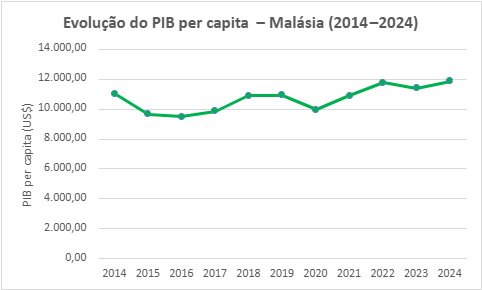 Evolução do PIB per capita – Malásia (2014–2024)
14.000,00
12.000,00
10.000,00
8.000,00
6.000,00
4.000,00
2.000,00
0,00
PIB per capita (US$)
2014 2015 2016 2017 2018 2019 2020 2021 2022 2023 2024